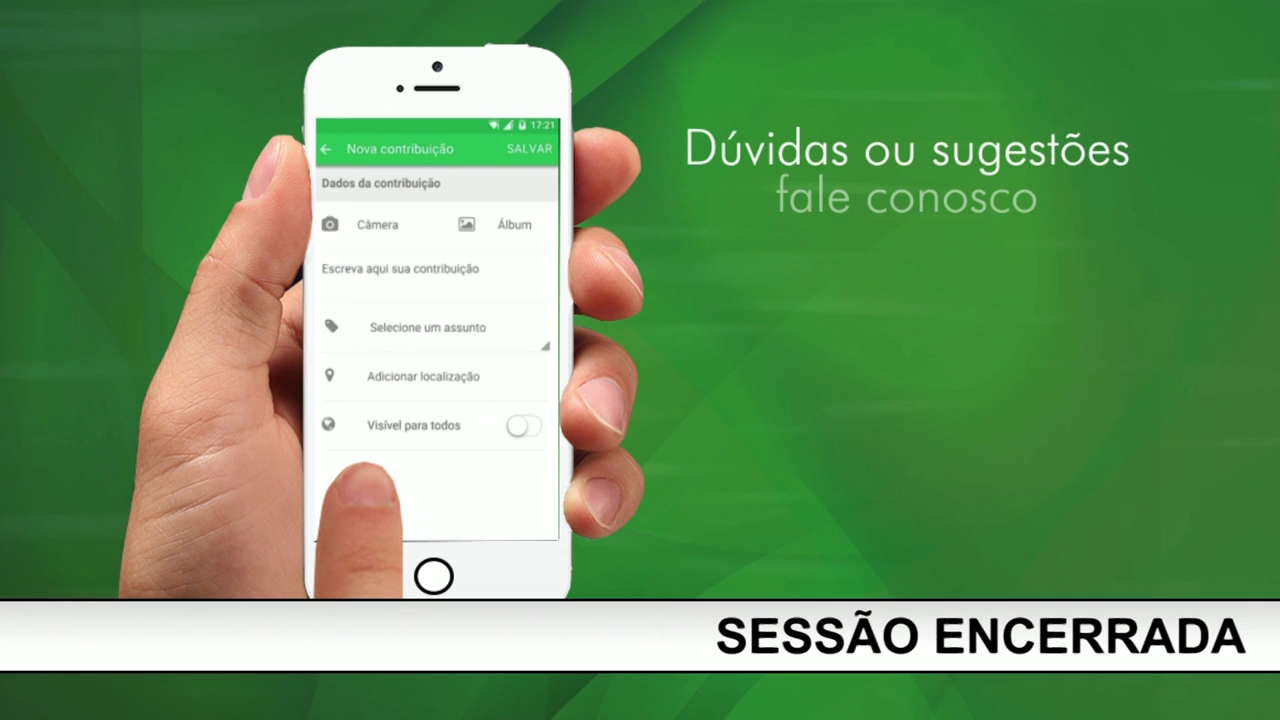 17:21
Nova contribuição SALVAR
Dados da contribuição
Câmera Álbum
Escreva aqui sua contribuição
Selecione um assunto
Adicionar localização
Visível para todos
Dúvidas ou sugestões
fale conosco
SESSÃO ENCERRADA